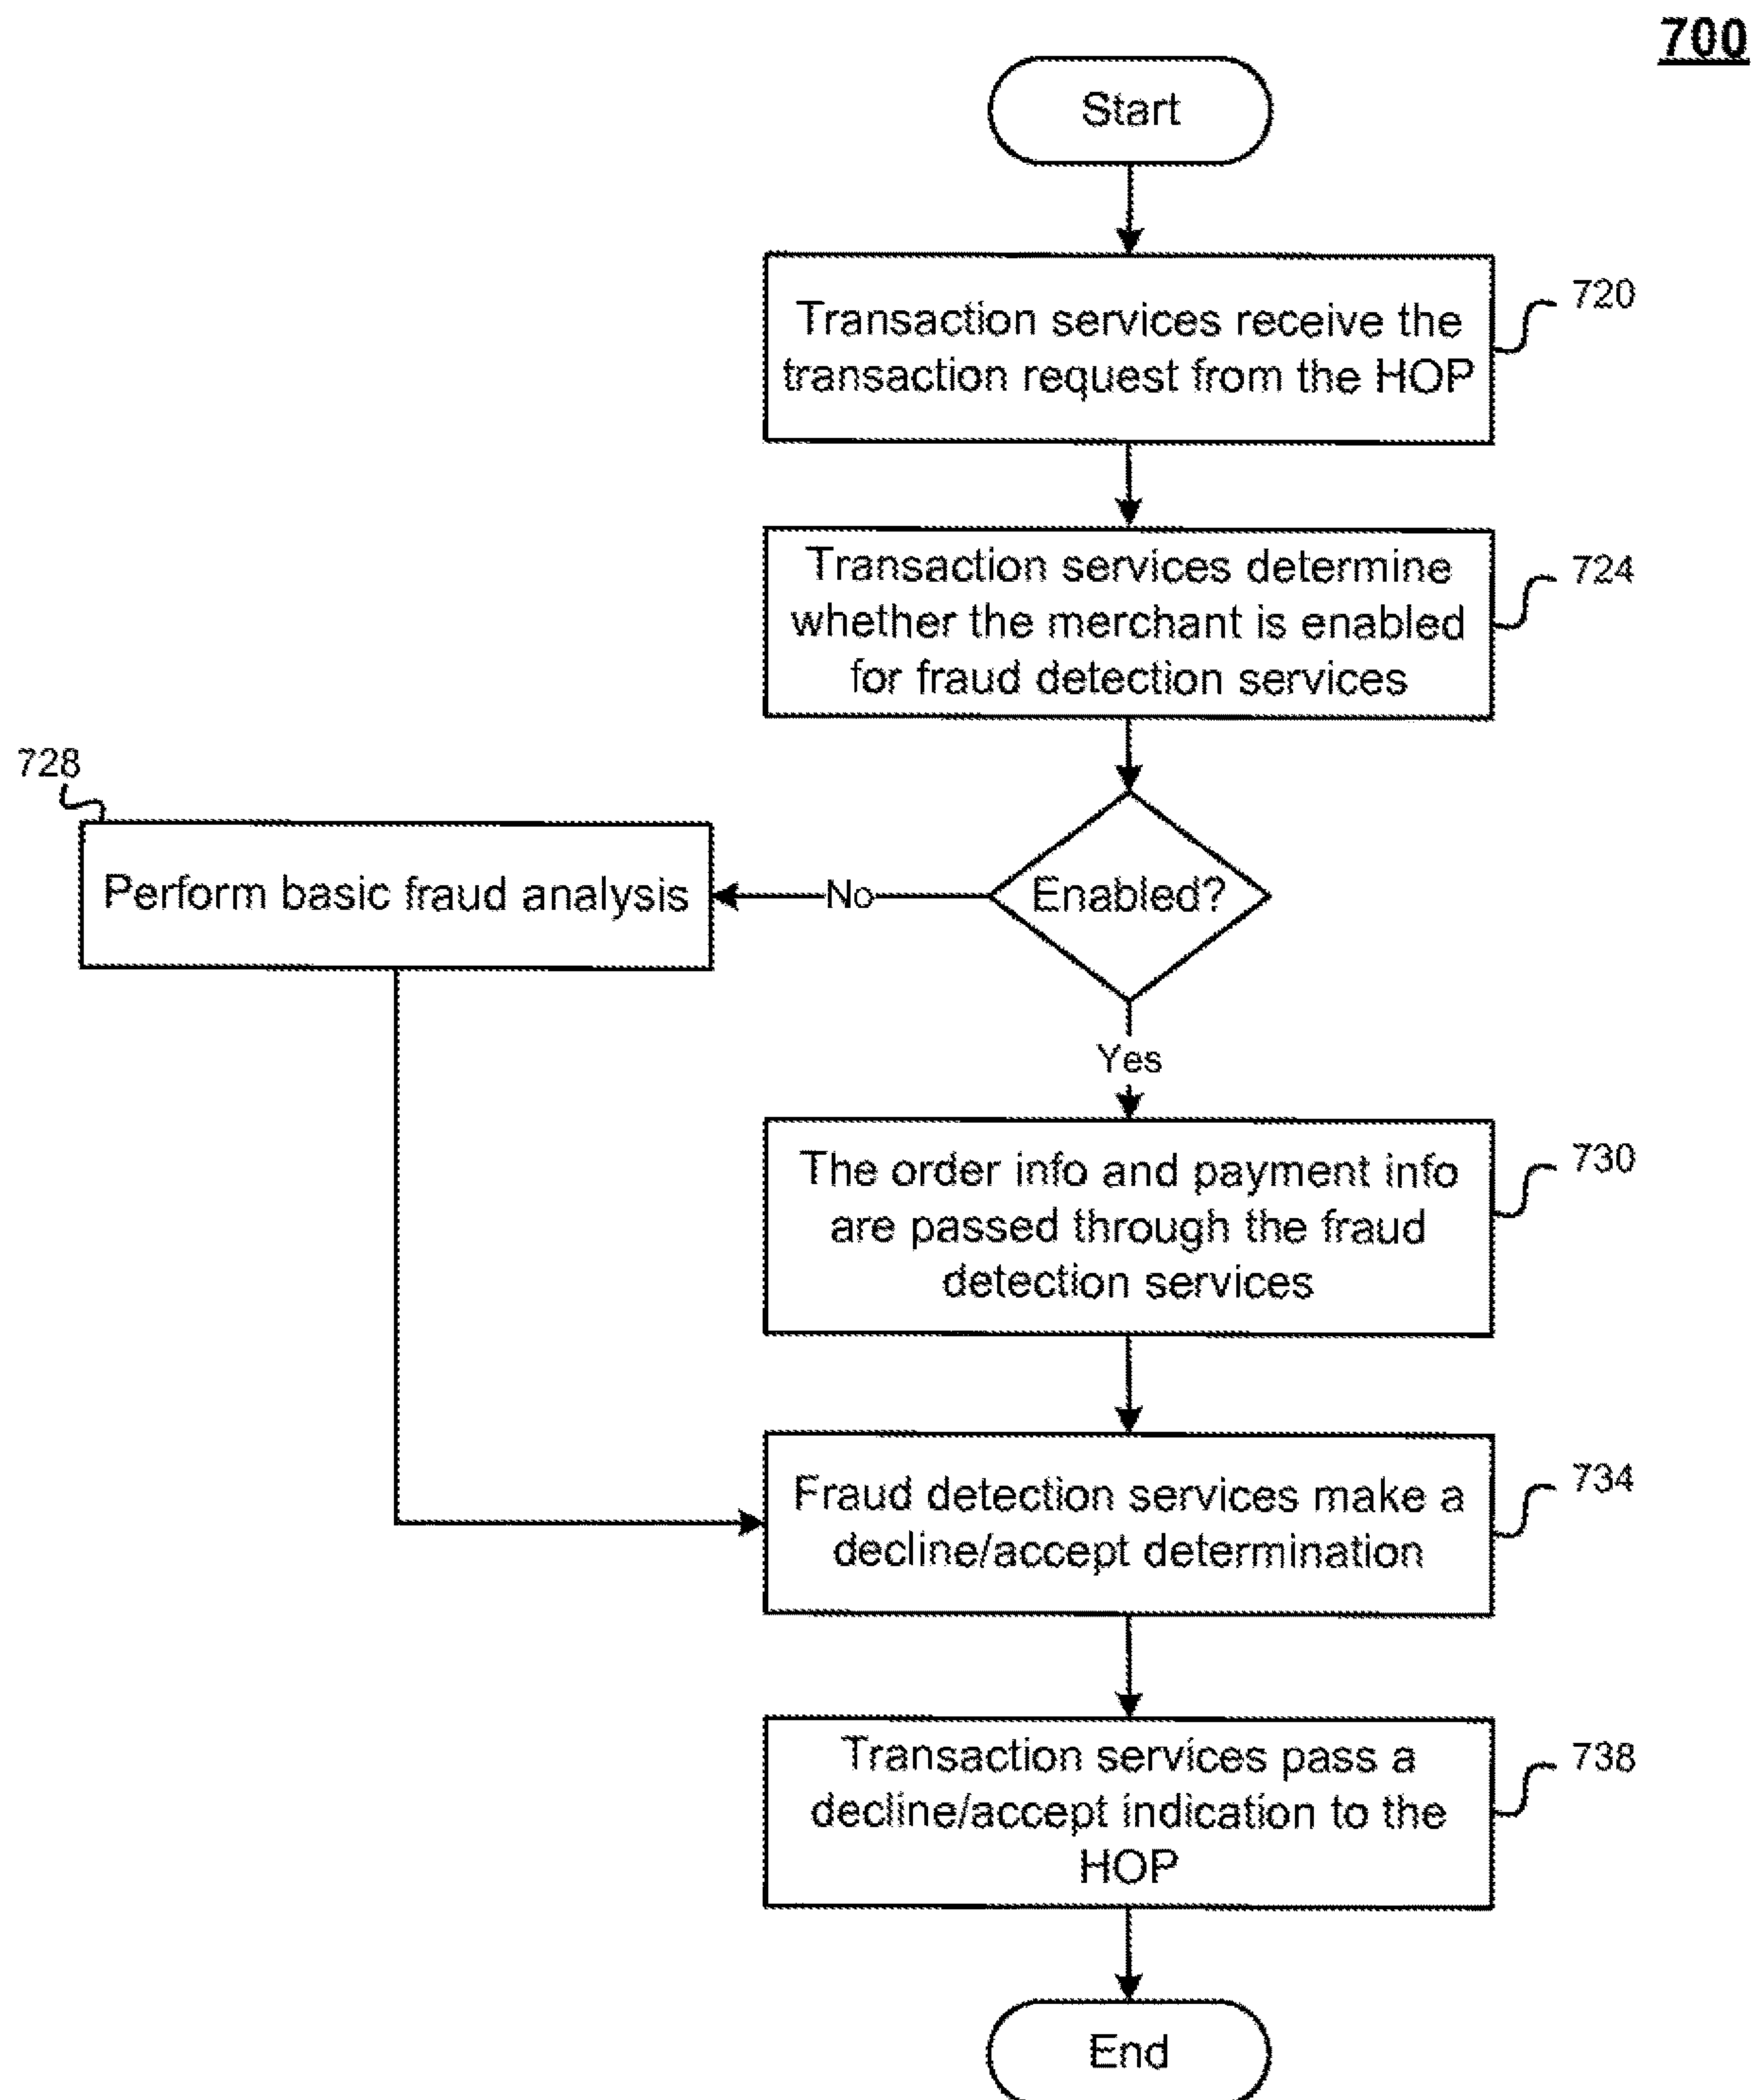 700
Start
Transaction services receive the
transaction request from the HOP
720
Transaction services determine
whether the merchant is enabled
for fraud detection services
724
728
Perform basic fraud analysis
No
Enabled?
Yes
The order info and payment info
are passed through the fraud
detection services
730
Fraud detection services make a
decline/accept determination
734
Transaction services pass a
decline/accept indication to the
HOP
738
End